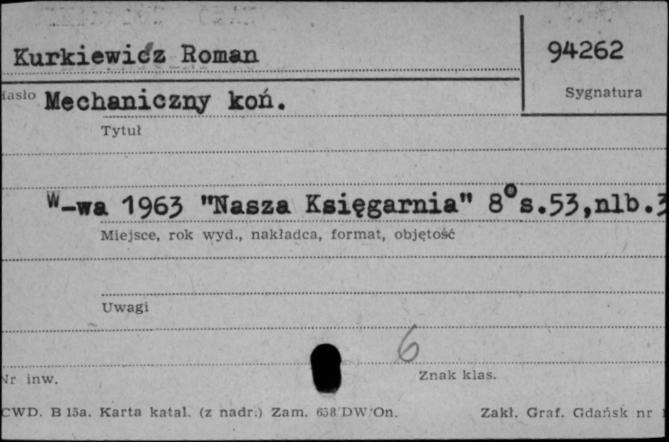 Kurkiewicz Roman
94262
Sygnatura
Mechaniczny koń.
Tytuł
W-wa 1963 "Nasza Księgarnia" 8° s.53,nlb.3
Miejsce, rok wyd., nakładca, format, objętość
Uwagi
6
Nr inw.
Znak klas.
CWD. B 15a. Karta katal. (z nadr.) Zam. 658/DW/On.
Zakł. Graf. Gdańsk nr 1